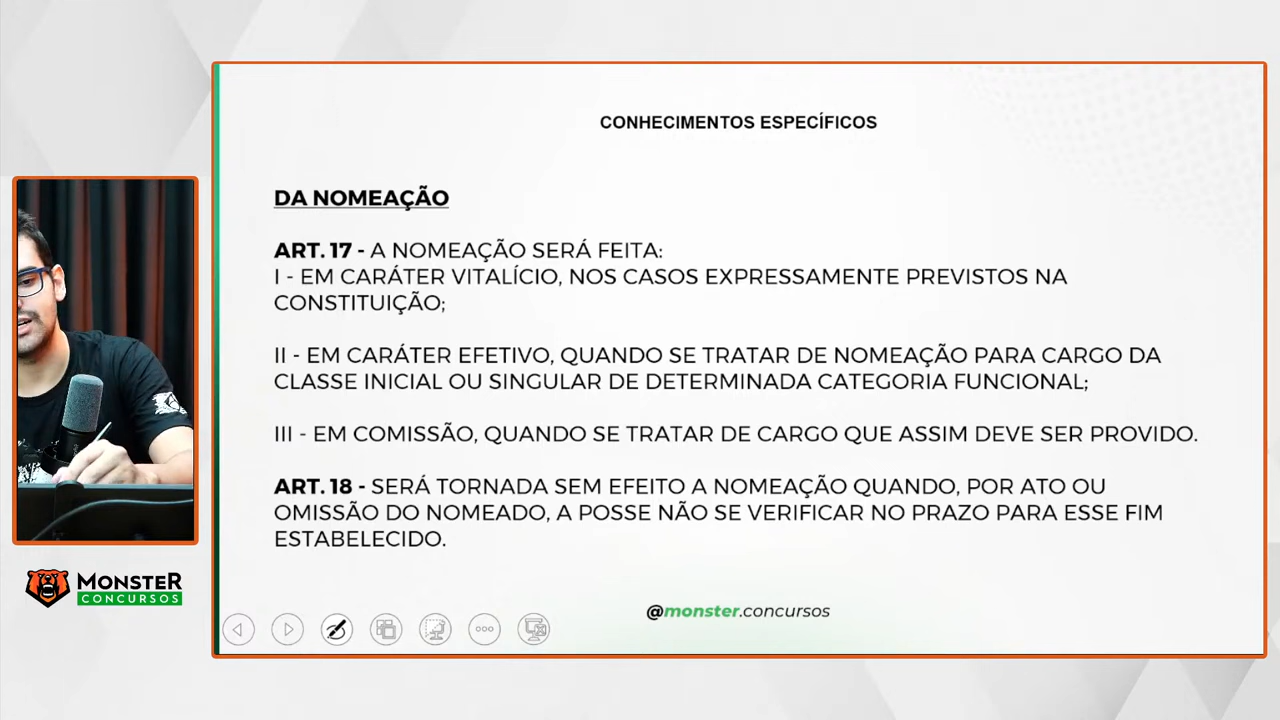 CONHECIMENTOS ESPECÍFICOS
DA NOMEAÇÃO
ART. 17 - A NOMEAÇÃO SERÁ FEITA:
I - EM CARÁTER VITALÍCIO, NOS CASOS EXPRESSAMENTE PREVISTOS NA
CONSTITUIÇÃO;
II - EM CARÁTER EFETIVO, QUANDO SE TRATAR DE NOMEAÇÃO PARA CARGO DA
CLASSE INICIAL OU SINGULAR DE DETERMINADA CATEGORIA FUNCIONAL;
III - EM COMISSÃO, QUANDO SE TRATAR DE CARGO QUE ASSIM DEVE SER PROVIDO.
ART. 18 - SERÁ TORNADA SEM EFEITO A NOMEAÇÃO QUANDO, POR ATO OU
OMISSÃO DO NOMEADO, A POSSE NÃO SE VERIFICAR NO PRAZO PARA ESSE FIM
ESTABELECIDO.
@monster.concursos
MONSTER
CONCURSOS